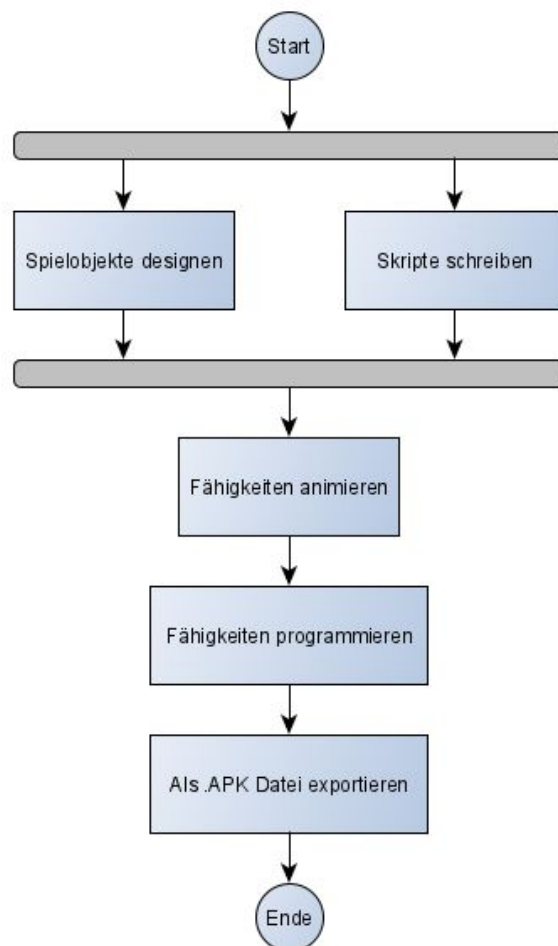 Start
Spielobjekte designen
Skripte schreiben
Fähigkeiten animieren
Fähigkeiten programmieren
Als .APK Datei exportieren
Ende